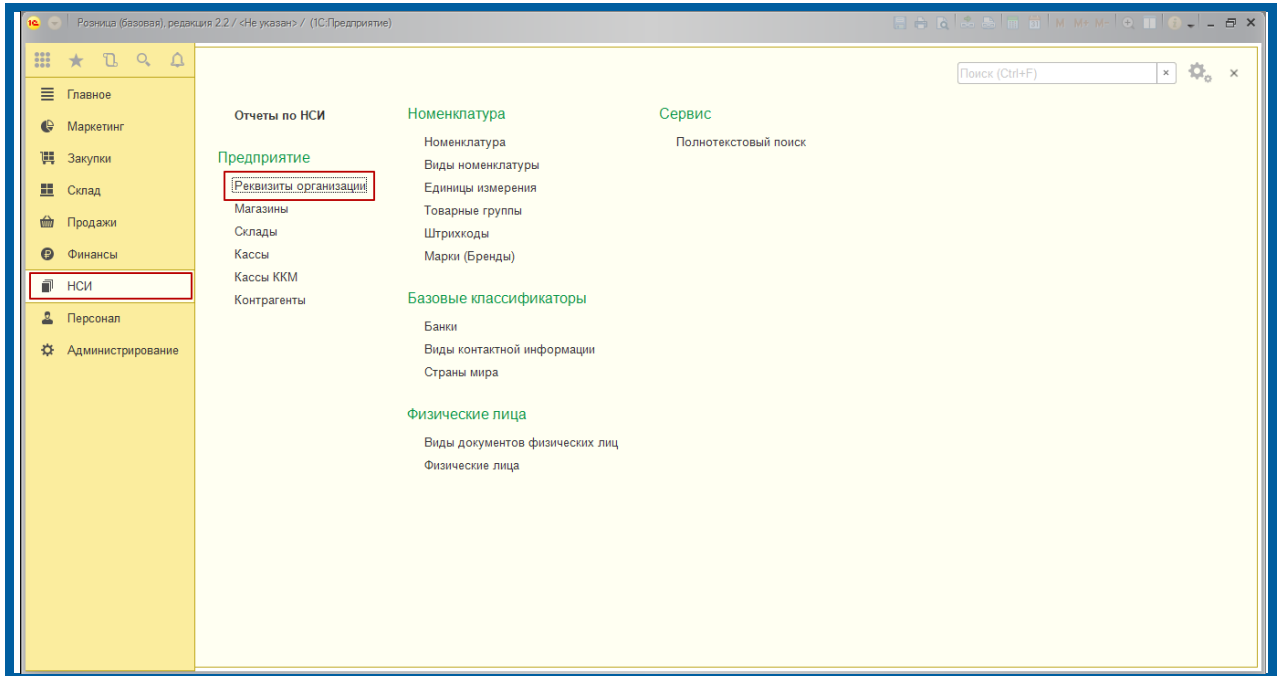 Розница (базовая), редакция 2.2 / <Не указан> / (1С:Предприятие)
M M+ M-
Поиск (Ctrl+F)
Главное
Маркетинг
Закупки
Склад
Продажи
Финансы
НСИ
Персонал
Администрирование
Отчеты по НСИ
Предприятие
Реквизиты организации
Магазины
Склады
Кассы
Кассы ККМ
Контрагенты
Номенклатура
Номенклатура
Виды номенклатуры
Единицы измерения
Товарные группы
Штрихкоды
Марки (Бренды)
Базовые классификаторы
Банки
Виды контактной информации
Страны мира
Физические лица
Виды документов физических лиц
Физические лица
Сервис
Полнотекстовый поиск